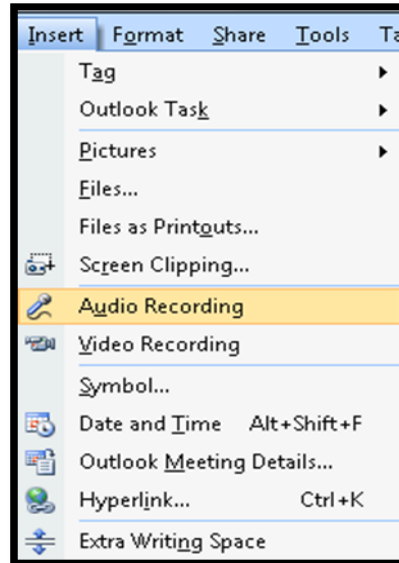 Insert Format Share Tools Ta
Tag
Outlook Task
Pictures
Files...
Files as Printouts...
Screen Clipping...
Audio Recording
Video Recording
Symbol...
Date and Time Alt+Shift+F
Outlook Meeting Details...
Hyperlink... Ctrl+K
Extra Writing Space